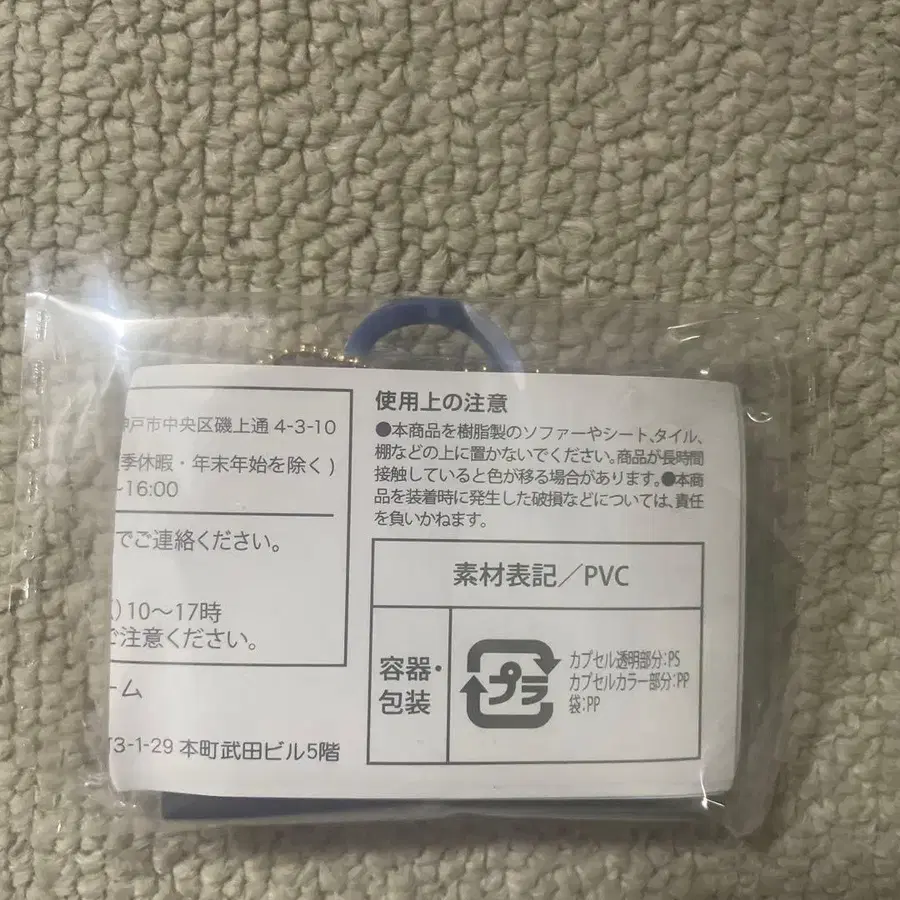 神戸市中央区磯上通 4-3-10
季休暇・年末年始を除く)
~16:00
でご連絡ください。
)10~17時
ご注意ください。
ーム
3-1-29 本町武田ビル5階
使用上の注意
●本商品を樹脂製のソファーやシート、タイル、
棚などの上に置かないでください。商品が長時間
接触していると色が移る場合があります。●本商
品を装着時に発生した破損などについては、責任
を負いかねます。
素材表記/PVC
容器・
包装
プラ
カプセル透明部分:PS
カプセルカラー部分:PP
袋:PP